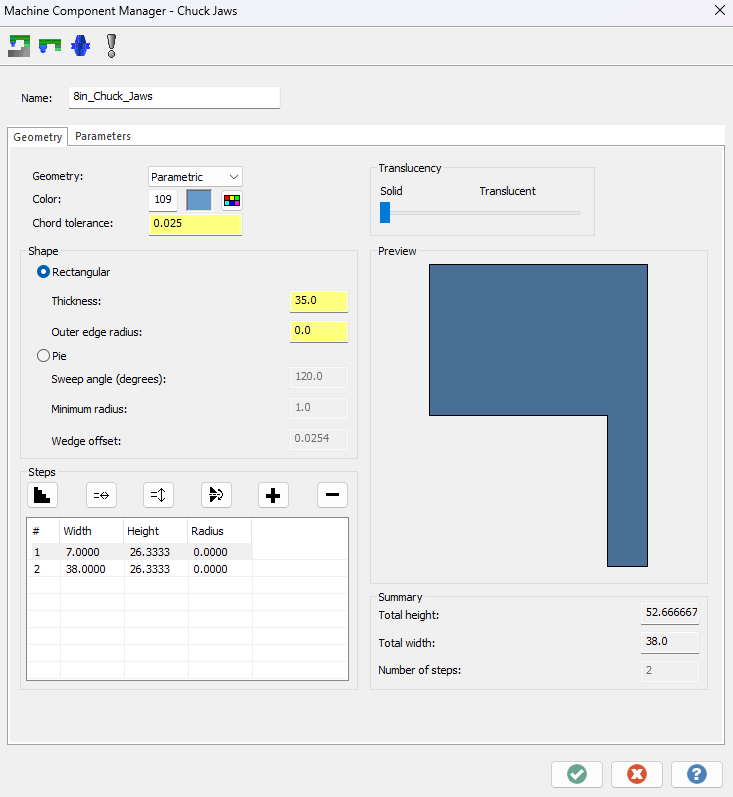 Machine Component Manager - Chuck Jaws
Name: 8in_Chuck_Jaws
Geometry Parameters
Geometry: Parametric
Color: 109
Chord tolerance: 0.025
Translucency
Solid Translucent
Shape
Rectangular
Thickness: 35.0
Outer edge radius: 0.0
Pie
Sweep angle (degrees): 120.0
Minimum radius: 1.0
Wedge offset: 0.0254
Preview
Steps
# Width Height Radius
1 7.0000 26.3333 0.0000
2 38.0000 26.3333 0.0000
Summary
Total height: 52.666667
Total width: 38.0
Number of steps: 2